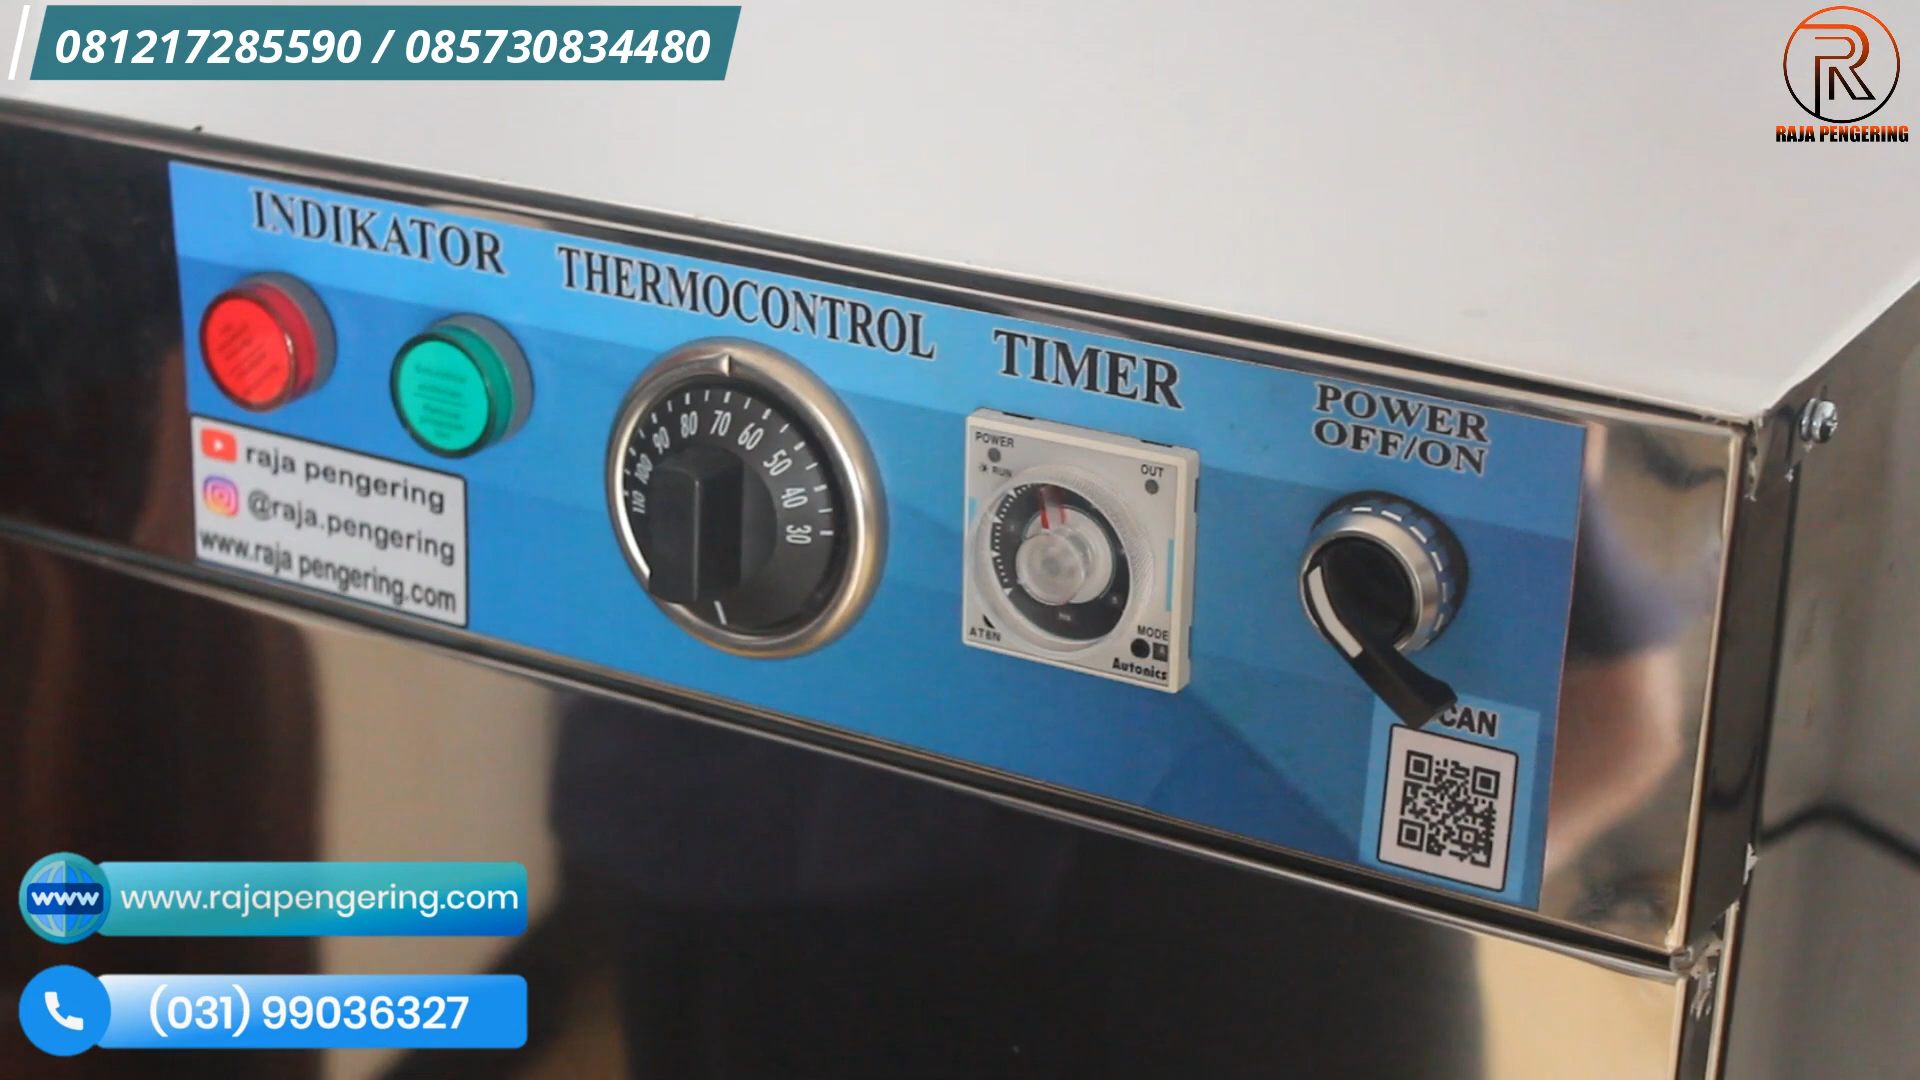 081217285590 / 085730834480
RAJA PENGERING
INDIKATOR
THERMOCONTROL
TIMER
POWER
OFF/ON
raja pengering
@raja.pengering
www.raja pengering.com
110 100 90 80 70 60 50 40 30
POWER
RUN
OUT
ATEN
MODE
A
Autonics
CAN
www
www.rajapengering.com
(031) 99036327